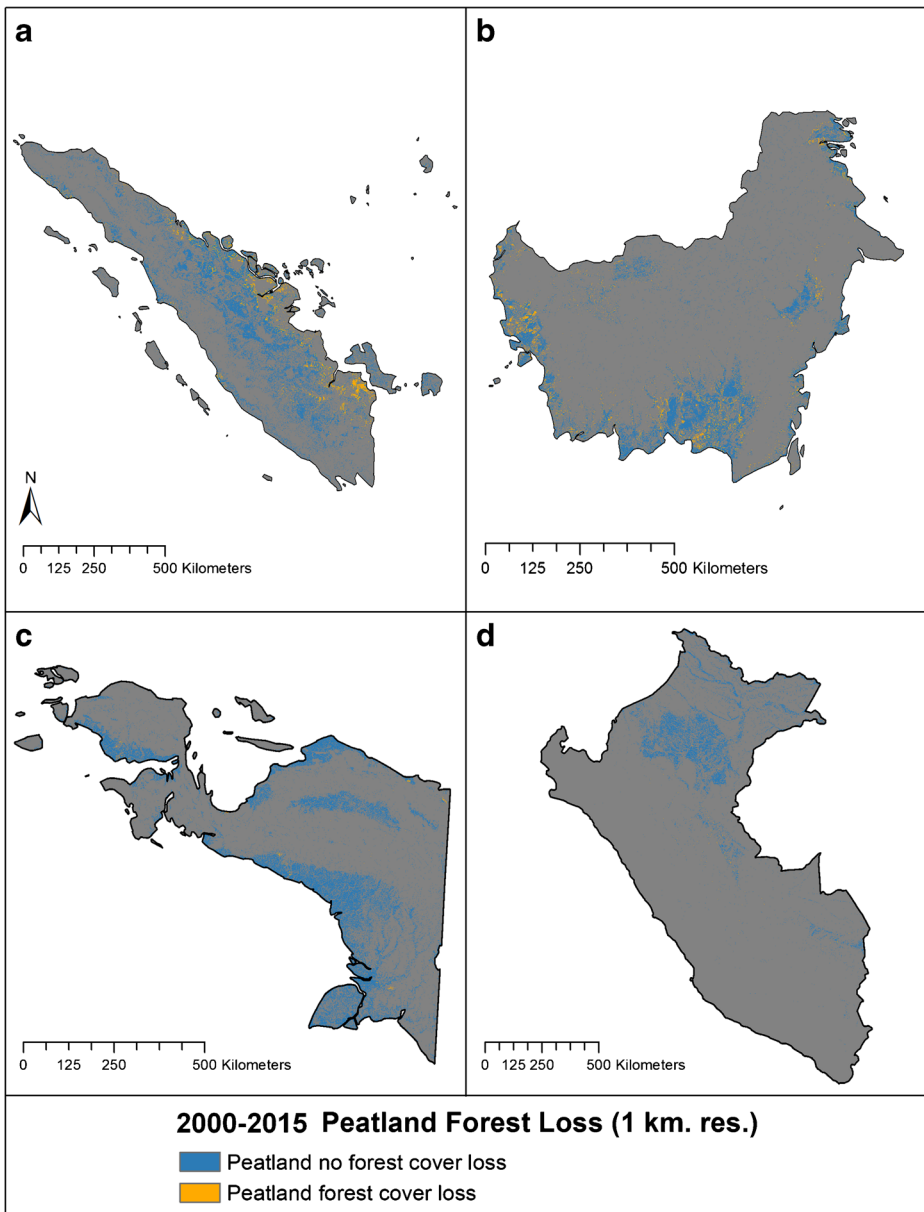 a
b
N
0 125 250 500 Kilometers
0 125 250 500 Kilometers
c
d
0 125 250 500 Kilometers
0 125 250 500 Kilometers
2000-2015 Peatland Forest Loss (1 km. res.)
Peatland no forest cover loss
Peatland forest cover loss